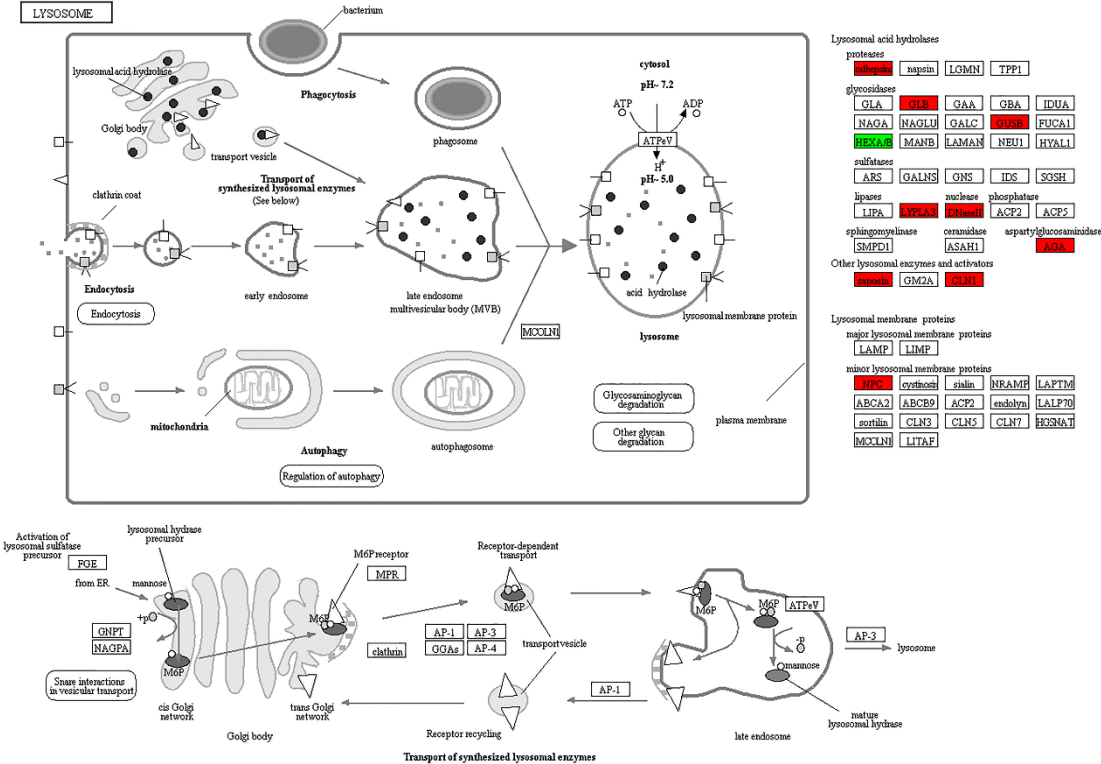 LYSOSOME
bacterium
lysosomal acid hydrolase
Golgi body
Phagocytosis
phagosome
transport vesicle
Transport of
synthesized lysosomal enzymes
(See below)
clathrin coat
Endocytosis
Endocytosis
early endosome
late endosome
multivesicular body (MVB)
MCOLN1
cytosol
pH~ 7.2
ATP
ADP
ATPeV
H+
pH~ 5.0
acid hydrolase
lysosomal membrane protein
lysosome
mitochondria
Autophagy
Regulation of autophagy
autophagosome
Glycosaminoglycan
degradation
Other glycan
degradation
plasma membrane
Lysosomal acid hydrolases
proteases
cathepsin napsin LGMN TPP1
glycosidases
GLA GLB GAA GBA IDUA
NAGA NAGLU GALC GUSB FUCA1
HEXA/B MANB LAMAN NEU1 HYAL1
sulfatases
ARS GALNS GNS IDS SGSH
lipases nuclease phosphatase
LIPA LYPLA3 DNaseII ACP2 ACP5
sphingomyelinase ceramidase aspartylglucosaminidase
SMPD1 ASAH1 AGA
Other lysosomal enzymes and activators
saposin GM2A CLN1
Lysosomal membrane proteins
major lysosomal membrane proteins
LAMP LIMP
minor lysosomal membrane proteins
NPC cystinosin sialin NRAMP LAPTM
ABCA2 ABCB9 ACP2 endolyn LALP70
sortilin CLN3 CLN5 CLN7 HGSNAT
MCOLN1 LITAF
Activation of
lysosomal sulfatase
precursor
FGE
lysosomal hydrase
precursor
from ER
mannose
+p
GNPT
NAGPA
M6P
Snare interactions
in vesicular transport
cis Golgi
network
trans Golgi
network
Golgi body
M6P receptor
MPR
M6P
clathrin
AP-1 AP-3
GGAs AP-4
Receptor-dependent
transport
M6P
transport vesicle
Receptor recycling
AP-1
M6P
M6P
ATPeV
-p
mannose
AP-3
lysosome
mature
lysosomal hydrase
late endosome
Transport of synthesized lysosomal enzymes